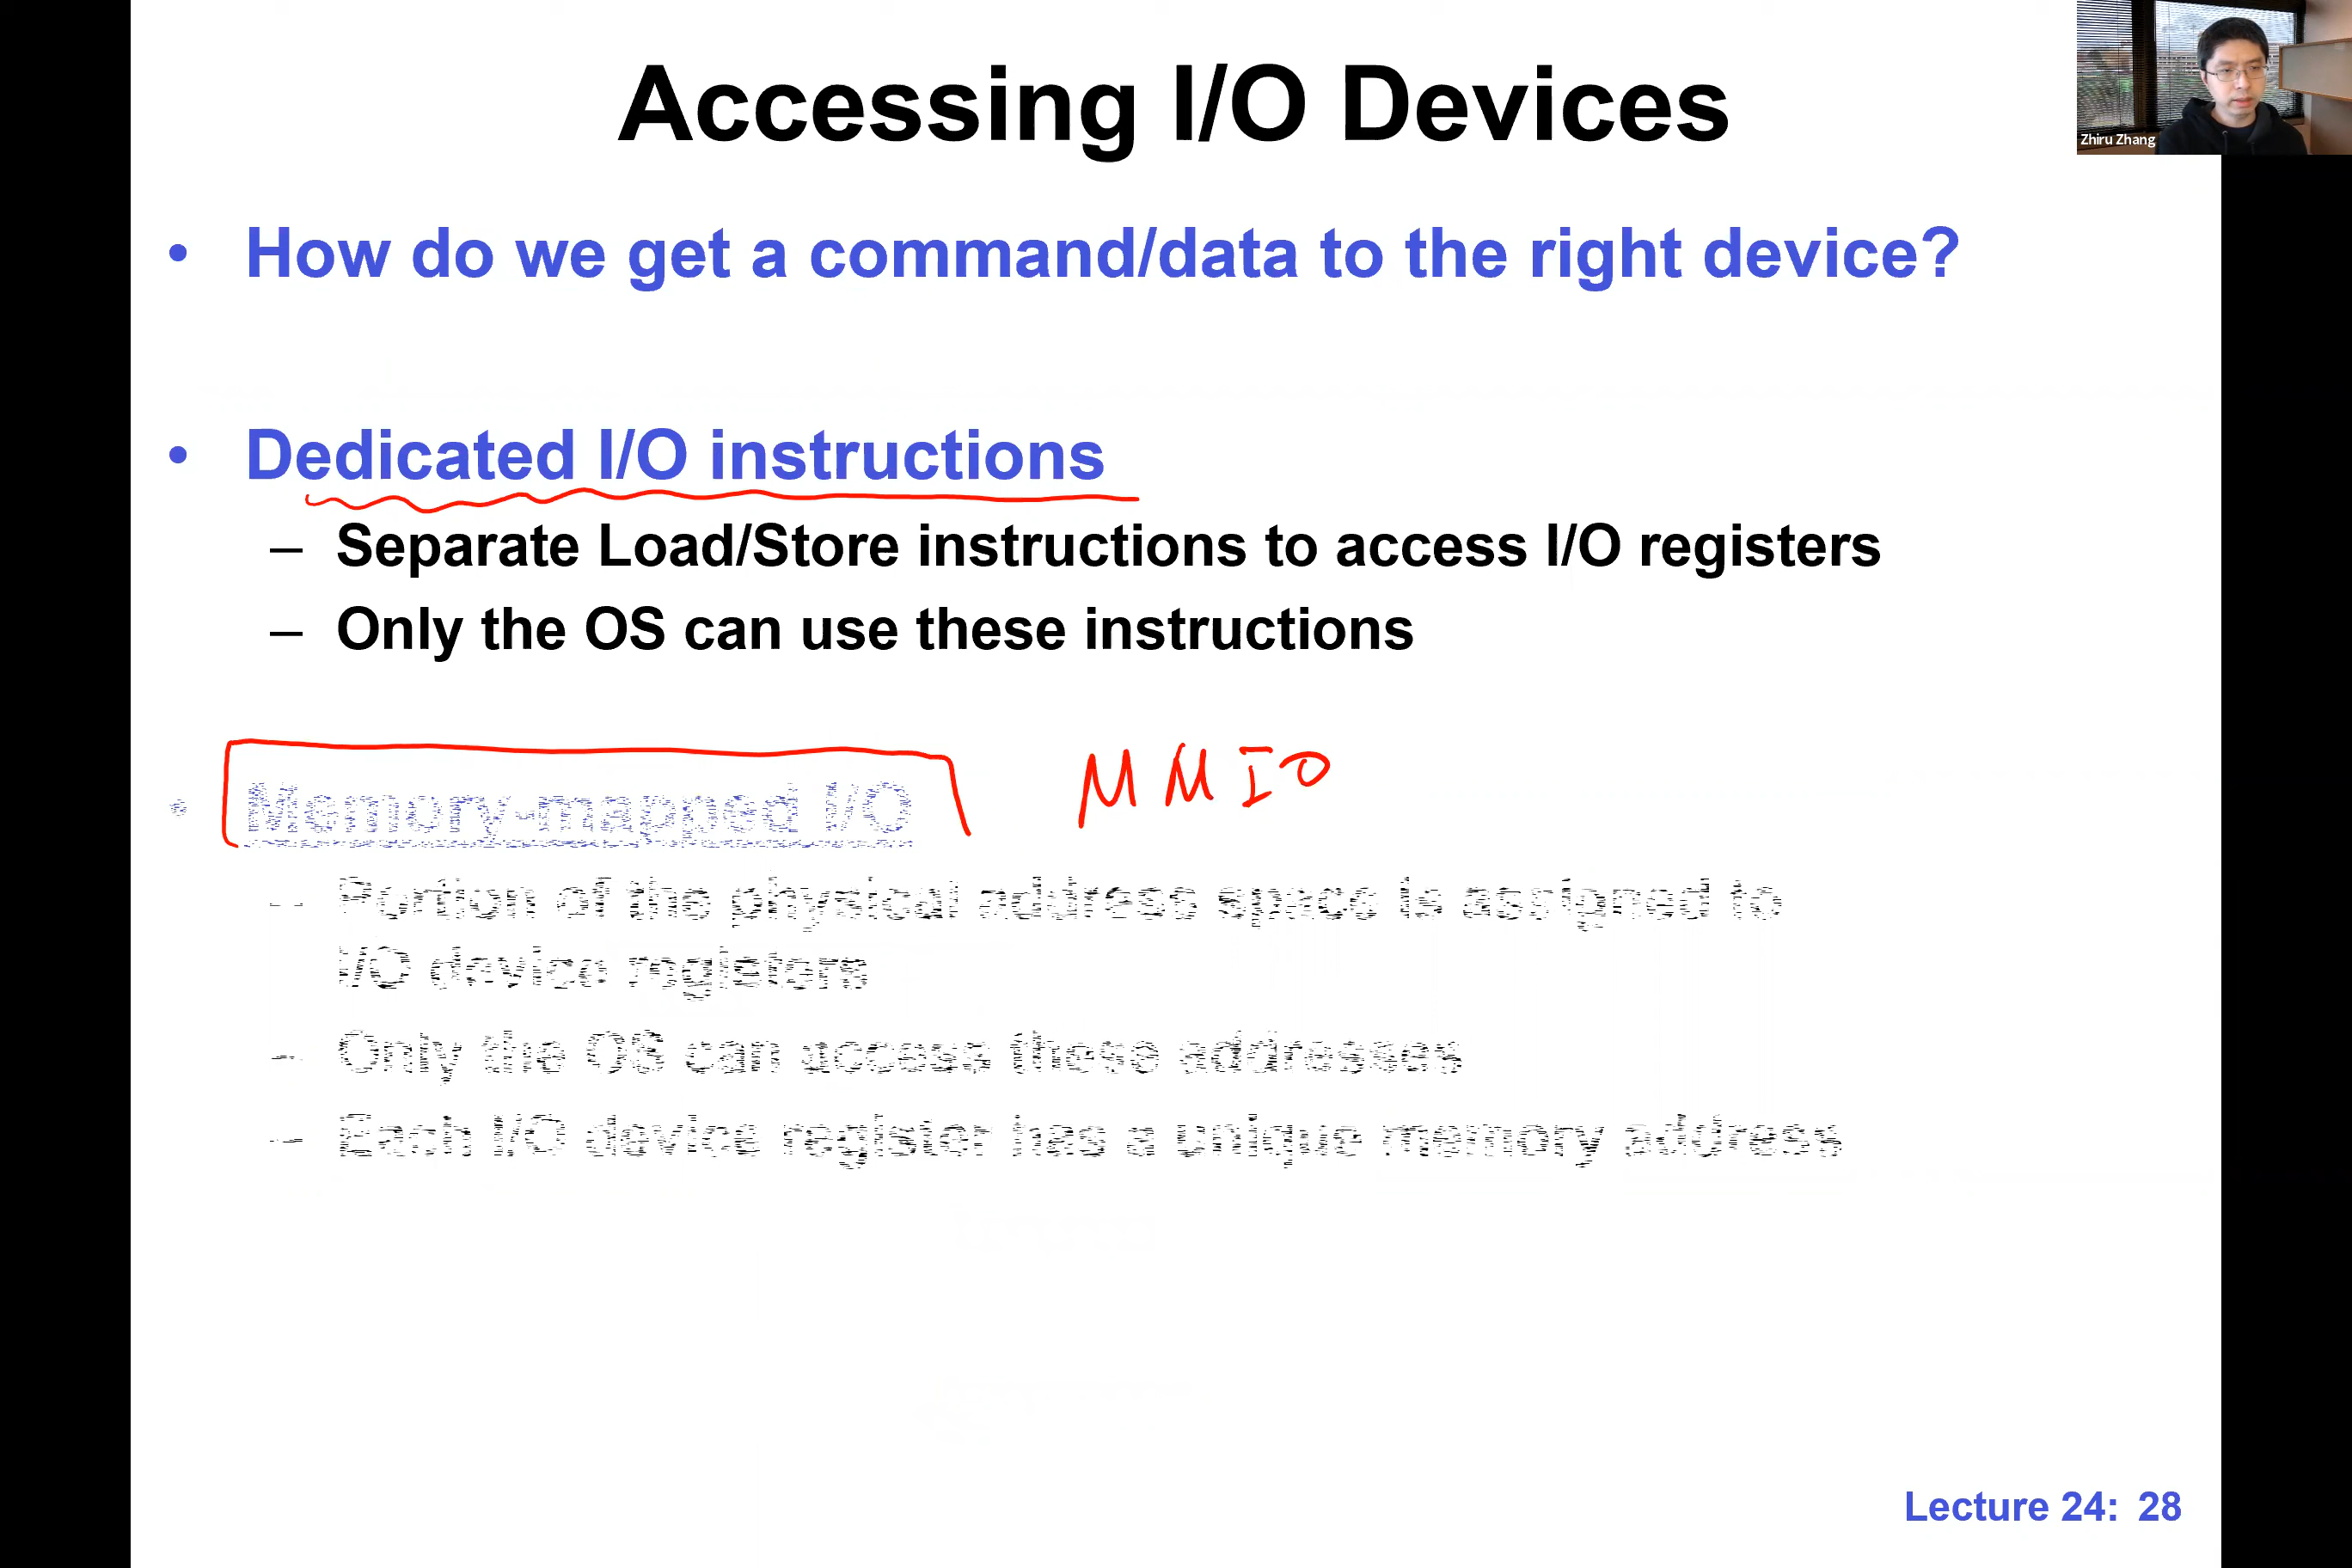 Accessing I/O Devices
Zhiru Zhang
• How do we get a command/data to the right device?
• Dedicated I/O instructions
– Separate Load/Store instructions to access I/O registers
– Only the OS can use these instructions
MMIO
• Memory-mapped I/O
– Portion of the physical address space is assigned to
I/O device registers
– Only the OS can access these addresses
– Each I/O device register has a unique memory address
Lecture 24: 28